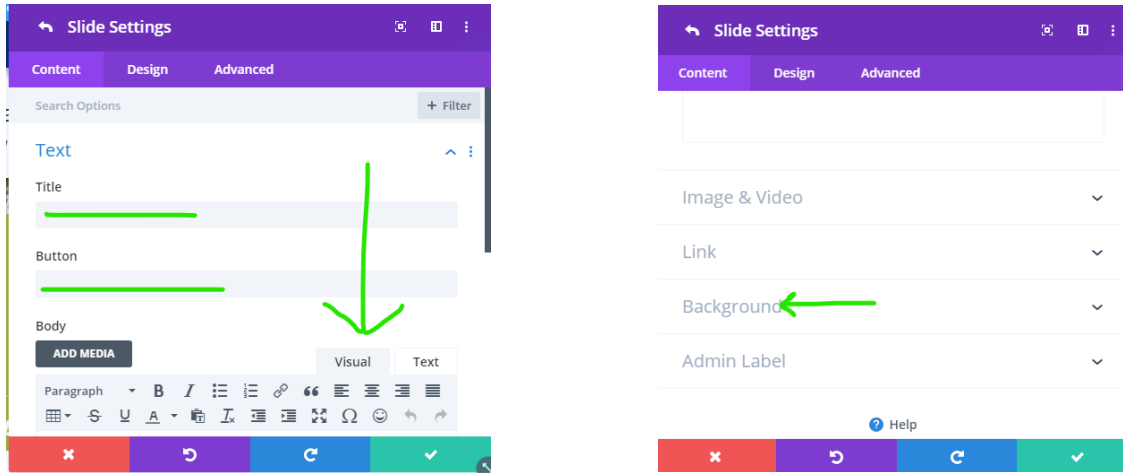 Slide Settings
Content Design Advanced
Search Options + Filter
Text
Title
Button
Body
ADD MEDIA
Visual Text
Paragraph B I
S U A Tx Ω
Slide Settings
Content Design Advanced
Image & Video
Link
Background
Admin Label
? Help